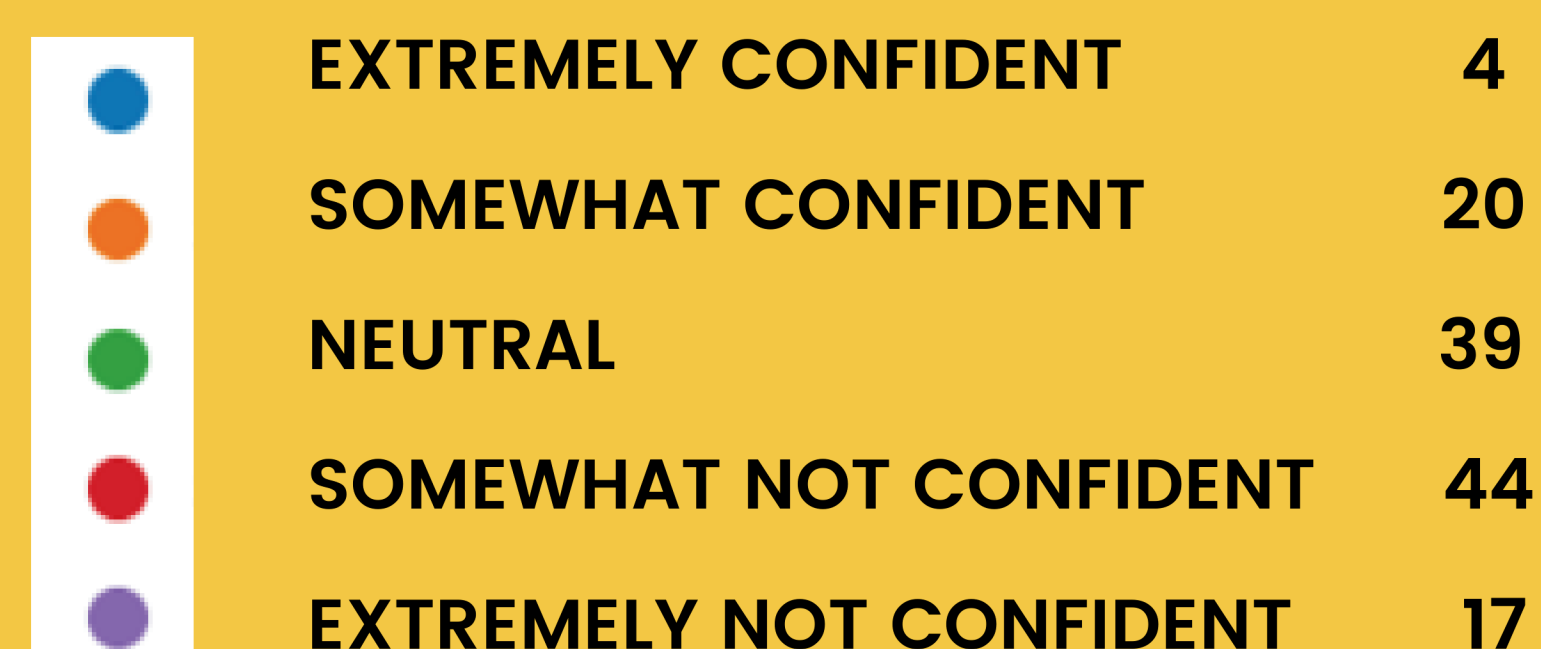 EXTREMELY CONFIDENT 4
SOMEWHAT CONFIDENT 20
NEUTRAL 39
SOMEWHAT NOT CONFIDENT 44
EXTREMELY NOT CONFIDENT 17